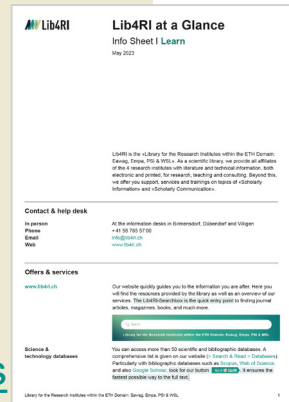 Lib4RI
Lib4RI at a Glance
Info Sheet I Learn
May 2023
Lib4RI is the «Library for the Research Institutes within the ETH Domain:
Eawag, Empa, PSI & WSL». As a scientific library, we provide all affiliates
of the 4 research institutes with literature and technical information, both
electronic and printed, for research, teaching and consulting. Beyond this,
we offer you support, services and trainings on topics of «Scholarly
Information» and «Scholarly Communication».
Contact & help desk
In person
At the information desks in Birmensdorf, Dübendorf and Villigen
Phone
+ 41 58 765 57 00
Email
info@lib4ri.ch
Web
www.lib4ri.ch
Offers & services
www.lib4ri.ch
Our website quickly guides you to the information you are after. Here you
will find the resources provided by the library as well as an overview of our
services. The Lib4RI-Searchbox is the quick entry point to finding journal
articles, magazines, books, and much more.
Library for the Research Institutes within the ETH Domain: Eawag, Empa, PSI & WSL
Science &
technology databases
You can access more than 50 scientific and bibliographic databases. A
comprehensive list is given on our website (> Search & Read > Databases).
Particularly with bibliographic databases such as Scopus, Web of Science,
and also Google Scholar, look for our button. It ensures the
fastest possible way to the full text.
Library for the Research Institutes within the ETH Domain: Eawag, Empa, PSI & WSL
1
S